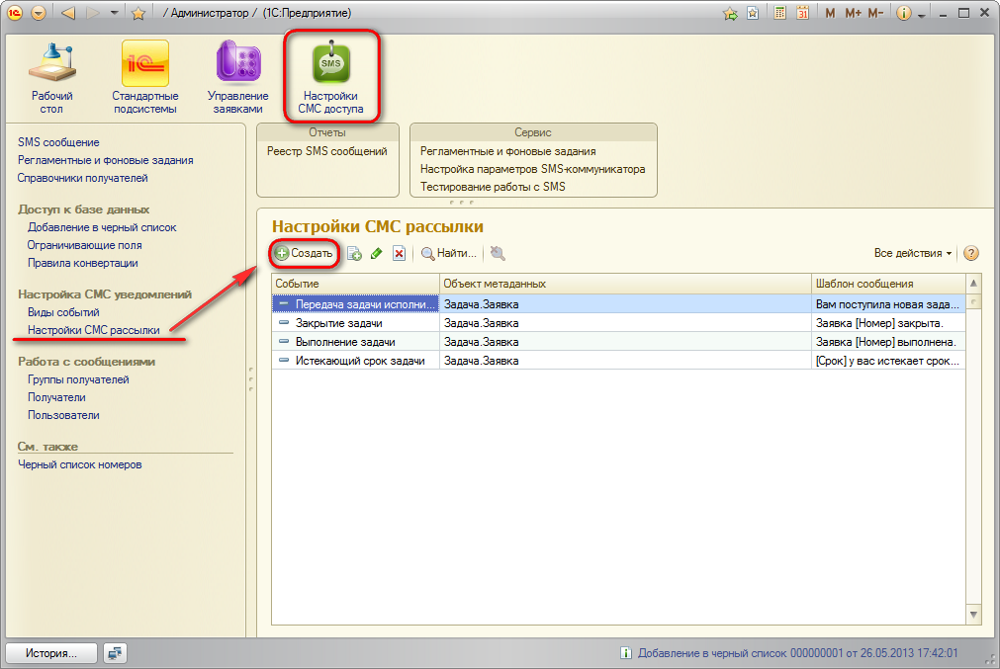 / Администратор / (1С:Предприятие)
31
M M+ M-
1С
SMS
Рабочий
стол
Стандартные
подсистемы
Управление
заявками
Настройки
СМС доступа
SMS сообщение
Регламентные и фоновые задания
Справочники получателей
Доступ к базе данных
Добавление в черный список
Ограничивающие поля
Правила конвертации
Настройка СМС уведомлений
Виды событий
Настройки СМС рассылки
Работа с сообщениями
Группы получателей
Получатели
Пользователи
См. также
Черный список номеров
Отчеты
Реестр SMS сообщений
Сервис
Регламентные и фоновые задания
Настройка параметров SMS-коммуникатора
Тестирование работы с SMS
Настройки СМС рассылки
Создать Найти... Все действия ?
Событие Объект метаданных Шаблон сообщения
Передача задачи исполни... Задача.Заявка Вам поступила новая зада...
Закрытие задачи Задача.Заявка Заявка [Номер] закрыта.
Выполнение задачи Задача.Заявка Заявка [Номер] выполнена.
Истекающий срок задачи Задача.Заявка [Срок] у вас истекает срок...
История... Добавление в черный список 000000001 от 26.05.2013 17:42:01